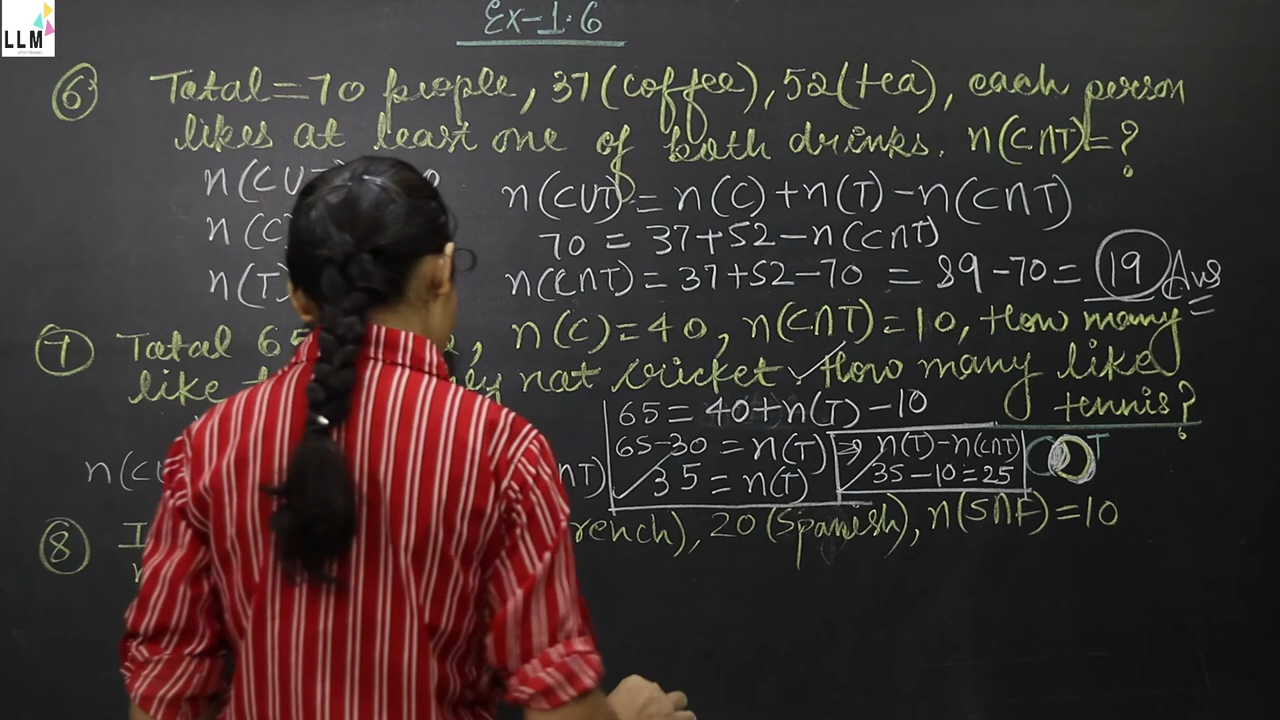 LLM
Ex-1.6
⑥ Total=70 people, 37(coffee), 52(tea), each person
likes at least one of both drinks. n(C∩T)=?
n(CU
n(C∪T)=n(C)+n(T)-n(C∩T)
n(C
70 = 37+52-n(C∩T)
n(T)
n(C∩T)=37+52-70 = 89-70= 19 Ans
⑦ Total 65 , n(C)=40, n(C∩T)=10, How many
like not cricket. How many like
tennis?
65 = 40+n(T)-10
65-30 = n(T) ⇒ n(T)-n(C∩T)
35 = n(T)
35-10=25
T
n(CU ∩T)
⑧ I rench), 20(Spanish), n(S∩F)=10